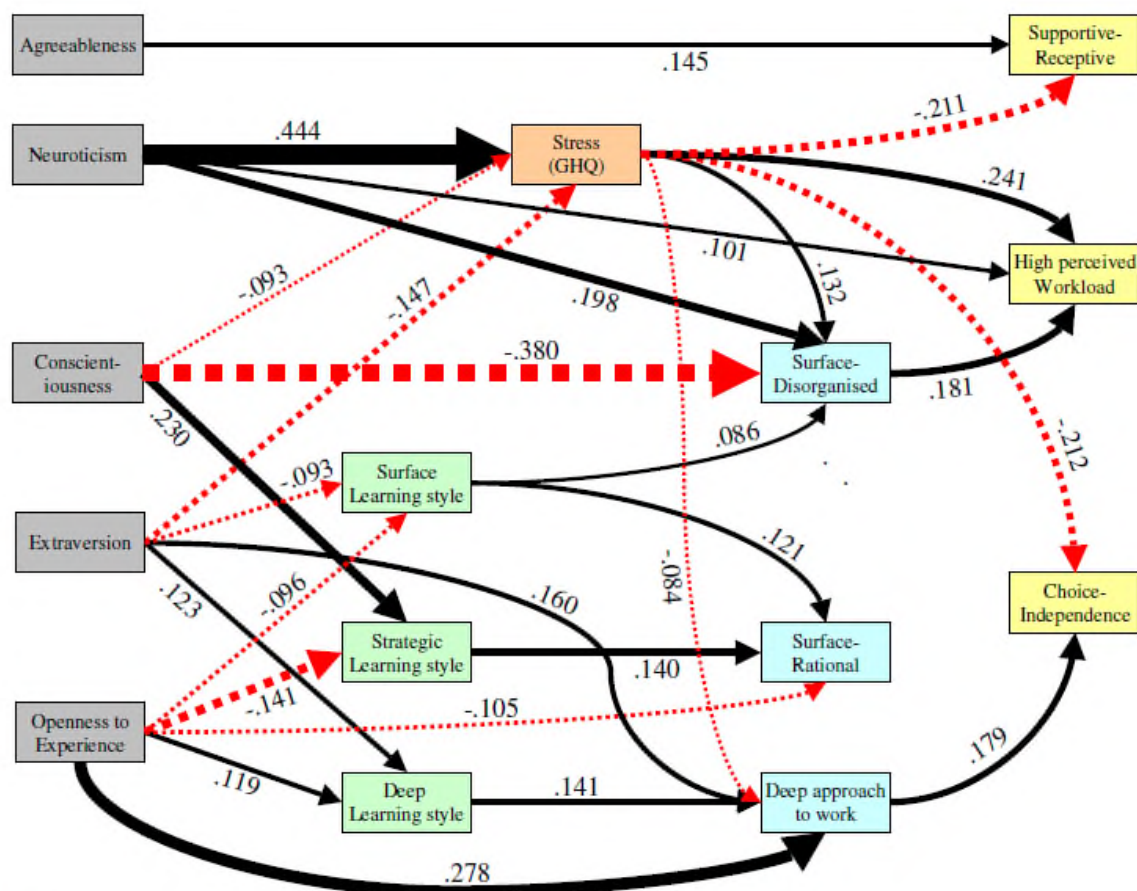 Agreeableness
.145
Supportive-
Receptive
-.211
Neuroticism
.444
Stress
(GHQ)
.241
.101
High perceived
Workload
-.093
-.147
.198
.132
Conscient-
iousness
-.380
Surface-
Disorganised
.181
.230
.086
-.212
-.093
Surface
Learning style
.121
Extraversion
-.096
.123
.160
-.084
Choice-
Independence
Strategic
Learning style
.140
Surface-
Rational
-.141
-.105
Openness to
Experience
.119
Deep
Learning style
.141
Deep approach
to work
.179
.278